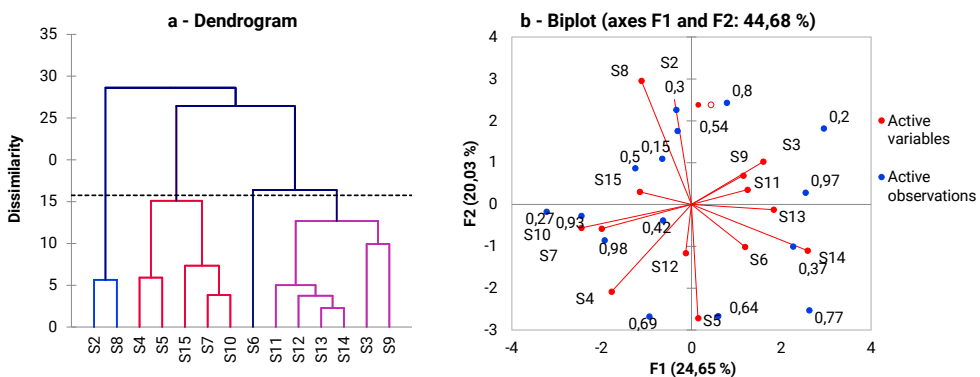 a - Dendrogram
35
30
25
0
15
10
5
0
Dissimilarity
S2
S8
S4
S5
S15
S7
S10
S6
S11
S12
S13
S14
S3
S9
b - Biplot (axes F1 and F2: 44,68 %)
4
3
2
1
0
-1
-2
-3
F2 (20,03 %)
S8
S2
0,3
0,8
0,54
0,2
0,15
0,5
S9
S3
S15
S11
0,97
0,27
0,93
0,42
S13
S10
S7
0,98
S12
S6
S14
0,37
S4
0,69
S5
0,64
0,77
-4
-2
0
2
4
F1 (24,65 %)
Active
variables
Active
observations